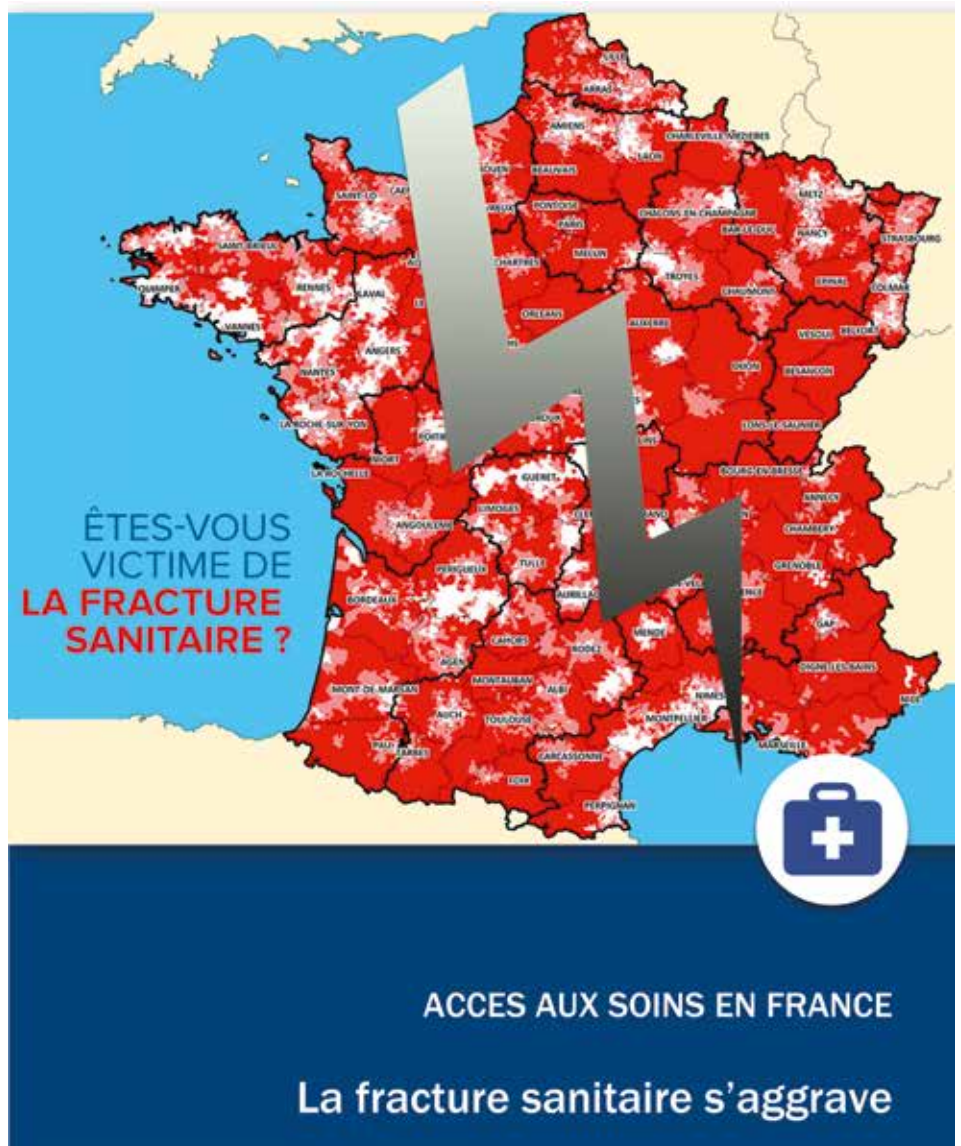 ARRAS
AMIENS
CHARLEVILLE-MEZIERES
LAON
BEAUVAIS
SAINT-LO
METZ
PONTOISE
CHALONS-EN-CHAMPAGNE
PARIS
BAR-LE-DUC
NANCY
STRASBOURG
SAINT-BRIEUC
MELUN
CHARTRES
TROYES
EPINAL
QUIMPER
RENNES
LAVAL
CHAUMONT
COLMAR
ORLEANS
VANNES
AUXERRE
ANGERS
VESOUL
BELFORT
NANTES
DIJON
BESANCON
LA ROCHE-SUR-YON
LONS-LE-SAUNIER
NIORT
LA ROCHELLE
BOURG-EN-BRESSE
GUERET
ANNECY
LIMOGES
ANGOULEME
CHAMBERY
ÊTES-VOUS
VICTIME DE
LA FRACTURE
SANITAIRE ?
PERIGUEUX
TULLE
GRENOBLE
BORDEAUX
AURILLAC
GAP
MENDE
CAHORS
RODEZ
AGEN
DIGNE-LES-BAINS
MONTAUBAN
MONT-DE-MARSAN
ALBI
NIMES
NICE
AUCH
TOULOUSE
MONTPELLIER
PAU
TARBES
MARSEILLE
CARCASSONNE
FOIX
PERPIGNAN
ACCES AUX SOINS EN FRANCE
La fracture sanitaire s’aggrave